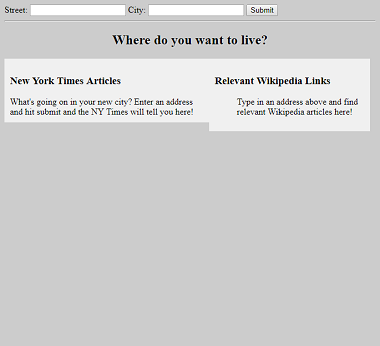 Street: City: Submit
Where do you want to live?
New York Times Articles
What's going on in your new city? Enter an address
and hit submit and the NY Times will tell you here!
Relevant Wikipedia Links
Type in an address above and find
relevant Wikipedia articles here!